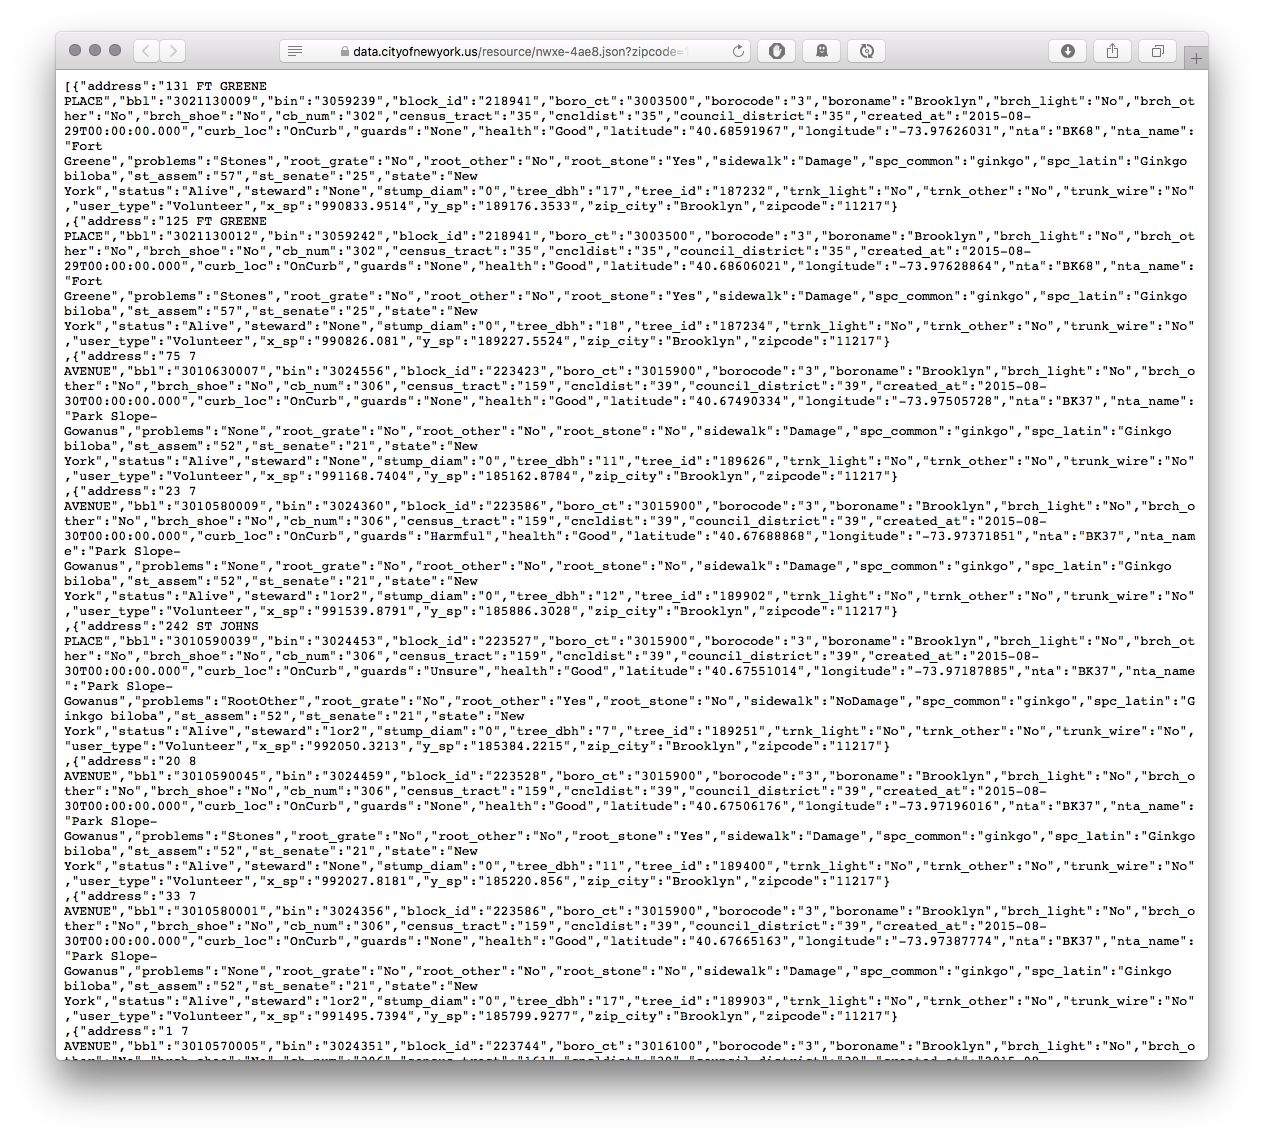 data.cityofnewyork.us/resource/nwxe-4ae8.json?zipcode=
[{"address":"131 FT GREENE
PLACE","bbl":"3021130009","bin":"3059239","block_id":"218941","boro_ct":"3003500","borocode":"3","boroname":"Brooklyn","brch_light":"No","brch_ot
her":"No","brch_shoe":"No","cb_num":"302","census_tract":"35","cncldist":"35","council_district":"35","created_at":"2015-08-
29T00:00:00.000","curb_loc":"OnCurb","guards":"None","health":"Good","latitude":"40.68591967","longitude":"-73.97626031","nta":"BK68","nta_name":
"Fort
Greene","problems":"Stones","root_grate":"No","root_other":"No","root_stone":"Yes","sidewalk":"Damage","spc_common":"ginkgo","spc_latin":"Ginkgo
biloba","st_assem":"57","st_senate":"25","state":"New
York","status":"Alive","steward":"None","stump_diam":"0","tree_dbh":"17","tree_id":"187232","trnk_light":"No","trnk_other":"No","trunk_wire":"No"
,"user_type":"Volunteer","x_sp":"990833.9514","y_sp":"189176.3533","zip_city":"Brooklyn","zipcode":"11217"}
,{"address":"125 FT GREENE
PLACE","bbl":"3021130012","bin":"3059242","block_id":"218941","boro_ct":"3003500","borocode":"3","boroname":"Brooklyn","brch_light":"No","brch_ot
her":"No","brch_shoe":"No","cb_num":"302","census_tract":"35","cncldist":"35","council_district":"35","created_at":"2015-08-
29T00:00:00.000","curb_loc":"OnCurb","guards":"None","health":"Good","latitude":"40.68606021","longitude":"-73.97628864","nta":"BK68","nta_name":
"Fort
Greene","problems":"Stones","root_grate":"No","root_other":"No","root_stone":"Yes","sidewalk":"Damage","spc_common":"ginkgo","spc_latin":"Ginkgo
biloba","st_assem":"57","st_senate":"25","state":"New
York","status":"Alive","steward":"None","stump_diam":"0","tree_dbh":"18","tree_id":"187234","trnk_light":"No","trnk_other":"No","trunk_wire":"No"
,"user_type":"Volunteer","x_sp":"990826.081","y_sp":"189227.5524","zip_city":"Brooklyn","zipcode":"11217"}
,{"address":"75 7
AVENUE","bbl":"3010630007","bin":"3024556","block_id":"223423","boro_ct":"3015900","borocode":"3","boroname":"Brooklyn","brch_light":"No","brch_o
ther":"No","brch_shoe":"No","cb_num":"306","census_tract":"159","cncldist":"39","council_district":"39","created_at":"2015-08-
30T00:00:00.000","curb_loc":"OnCurb","guards":"None","health":"Good","latitude":"40.67490334","longitude":"-73.97505728","nta":"BK37","nta_name":
"Park Slope-
Gowanus","problems":"None","root_grate":"No","root_other":"No","root_stone":"No","sidewalk":"Damage","spc_common":"ginkgo","spc_latin":"Ginkgo
biloba","st_assem":"52","st_senate":"21","state":"New
York","status":"Alive","steward":"None","stump_diam":"0","tree_dbh":"11","tree_id":"189626","trnk_light":"No","trnk_other":"No","trunk_wire":"No"
,"user_type":"Volunteer","x_sp":"991168.7404","y_sp":"185162.8784","zip_city":"Brooklyn","zipcode":"11217"}
,{"address":"23 7
AVENUE","bbl":"3010580009","bin":"3024360","block_id":"223586","boro_ct":"3015900","borocode":"3","boroname":"Brooklyn","brch_light":"No","brch_o
ther":"No","brch_shoe":"No","cb_num":"306","census_tract":"159","cncldist":"39","council_district":"39","created_at":"2015-08-
30T00:00:00.000","curb_loc":"OnCurb","guards":"Harmful","health":"Good","latitude":"40.67688868","longitude":"-73.97371851","nta":"BK37","nta_nam
e":"Park Slope-
Gowanus","problems":"None","root_grate":"No","root_other":"No","root_stone":"No","sidewalk":"Damage","spc_common":"ginkgo","spc_latin":"Ginkgo
biloba","st_assem":"52","st_senate":"21","state":"New
York","status":"Alive","steward":"1or2","stump_diam":"0","tree_dbh":"12","tree_id":"189902","trnk_light":"No","trnk_other":"No","trunk_wire":"No"
,"user_type":"Volunteer","x_sp":"991539.8791","y_sp":"185886.3028","zip_city":"Brooklyn","zipcode":"11217"}
,{"address":"242 ST JOHNS
PLACE","bbl":"3010590039","bin":"3024453","block_id":"223527","boro_ct":"3015900","borocode":"3","boroname":"Brooklyn","brch_light":"No","brch_ot
her":"No","brch_shoe":"No","cb_num":"306","census_tract":"159","cncldist":"39","council_district":"39","created_at":"2015-08-
30T00:00:00.000","curb_loc":"OnCurb","guards":"Unsure","health":"Good","latitude":"40.67551014","longitude":"-73.97187885","nta":"BK37","nta_name
":"Park Slope-
Gowanus","problems":"RootOther","root_grate":"No","root_other":"Yes","root_stone":"No","sidewalk":"NoDamage","spc_common":"ginkgo","spc_latin":"G
inkgo biloba","st_assem":"52","st_senate":"21","state":"New
York","status":"Alive","steward":"1or2","stump_diam":"0","tree_dbh":"7","tree_id":"189251","trnk_light":"No","trnk_other":"No","trunk_wire":"No",
"user_type":"Volunteer","x_sp":"992050.3213","y_sp":"185384.2215","zip_city":"Brooklyn","zipcode":"11217"}
,{"address":"20 8
AVENUE","bbl":"3010590045","bin":"3024459","block_id":"223528","boro_ct":"3015900","borocode":"3","boroname":"Brooklyn","brch_light":"No","brch_o
ther":"No","brch_shoe":"No","cb_num":"306","census_tract":"159","cncldist":"39","council_district":"39","created_at":"2015-08-
30T00:00:00.000","curb_loc":"OnCurb","guards":"None","health":"Good","latitude":"40.67506176","longitude":"-73.97196016","nta":"BK37","nta_name":
"Park Slope-
Gowanus","problems":"Stones","root_grate":"No","root_other":"No","root_stone":"Yes","sidewalk":"Damage","spc_common":"ginkgo","spc_latin":"Ginkgo
biloba","st_assem":"52","st_senate":"21","state":"New
York","status":"Alive","steward":"None","stump_diam":"0","tree_dbh":"11","tree_id":"189400","trnk_light":"No","trnk_other":"No","trunk_wire":"No"
,"user_type":"Volunteer","x_sp":"992027.8181","y_sp":"185220.856","zip_city":"Brooklyn","zipcode":"11217"}
,{"address":"33 7
AVENUE","bbl":"3010580001","bin":"3024356","block_id":"223586","boro_ct":"3015900","borocode":"3","boroname":"Brooklyn","brch_light":"No","brch_o
ther":"No","brch_shoe":"No","cb_num":"306","census_tract":"159","cncldist":"39","council_district":"39","created_at":"2015-08-
30T00:00:00.000","curb_loc":"OnCurb","guards":"None","health":"Good","latitude":"40.67665163","longitude":"-73.97387774","nta":"BK37","nta_name":
"Park Slope-
Gowanus","problems":"None","root_grate":"No","root_other":"No","root_stone":"No","sidewalk":"Damage","spc_common":"ginkgo","spc_latin":"Ginkgo
biloba","st_assem":"52","st_senate":"21","state":"New
York","status":"Alive","steward":"1or2","stump_diam":"0","tree_dbh":"17","tree_id":"189903","trnk_light":"No","trnk_other":"No","trunk_wire":"No"
,"user_type":"Volunteer","x_sp":"991495.7394","y_sp":"185799.9277","zip_city":"Brooklyn","zipcode":"11217"}
,{"address":"1 7
AVENUE","bbl":"3010570005","bin":"3024351","block_id":"223744","boro_ct":"3016100","borocode":"3","boroname":"Brooklyn","brch_light":"No","brch_o